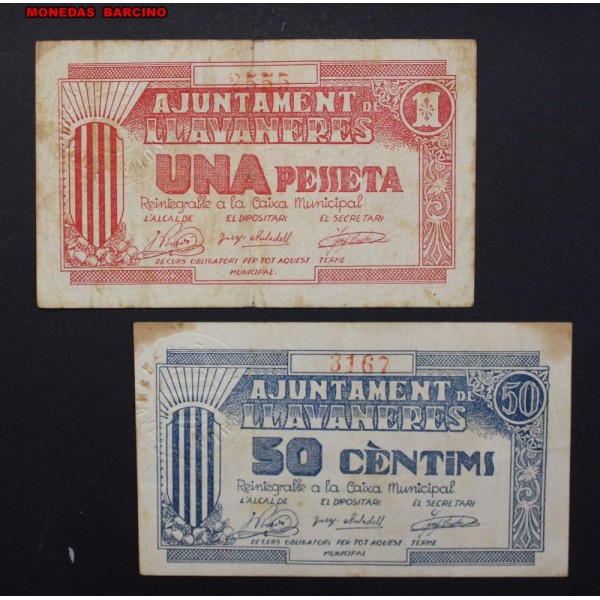 MONEDAS BARCINO
AJUNTAMENT DE
LLAVANERES
1
UNA PESSETA
Reintegrable a la Caixa Municipal
L'ALCALDE EL DIPOSITARI EL SECRETARI
DE CURS OBLIGATORI PER TOT AQUEST TERME
MUNICIPAL.
3167
AJUNTAMENT DE
LLAVANERES
50
50 CÈNTIMS
Reintegrable a la Caixa Municipal
L'ALCALDE EL DIPOSITARI EL SECRETARI
DE CURS OBLIGATORI PER TOT AQUEST TERME
MUNICIPAL